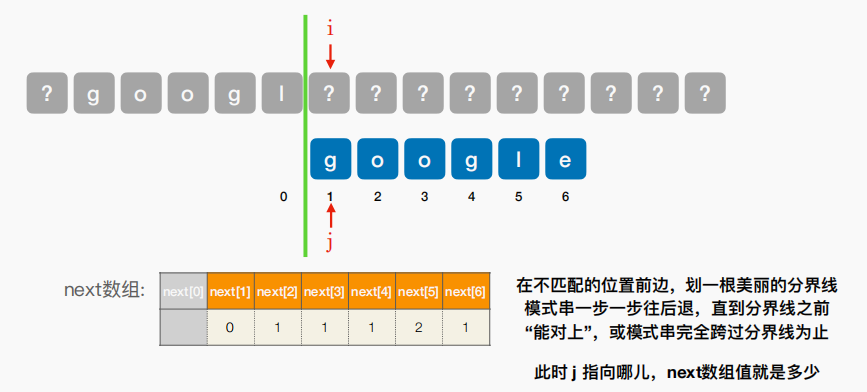 i
? g o o g l ? ? ? ? ? ? ? ? ?
g o o g l e
0 1 2 3 4 5 6
j
next数组: next[0] next[1] next[2] next[3] next[4] next[5] next[6]
0 1 1 1 2 1
在不匹配的位置前边，划一根美丽的分界线
模式串一步一步往后退，直到分界线之前
“能对上”，或模式串完全跨过分界线为止
此时 j 指向哪儿，next数组值就是多少